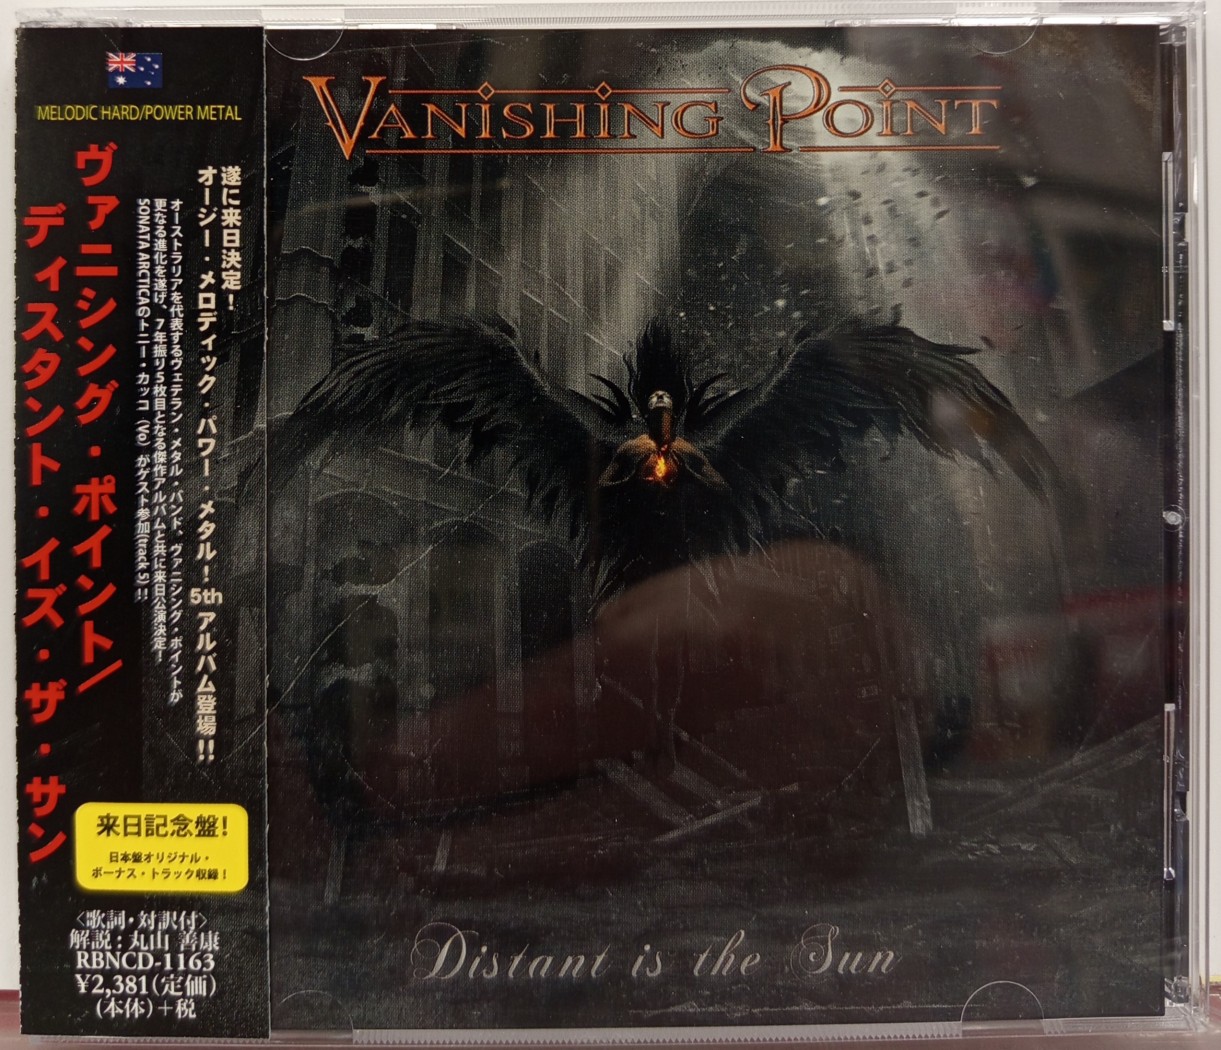 MELODIC HARD/POWER METAL
遂に来日決定！
オージー・メロディック・パワー・メタル！5th アルバム登場!!
オーストラリアを代表するヴェテラン・メタル・バンド、ヴァニシング・ポイントが
更なる進化を遂げ、7年振り5枚目となる傑作アルバムと共に来日公演決定！
SONATA ARCTICAのトニー・カッコ（Vo）がゲスト参加(track 5)!!
ヴァニシング・ポイント/
ディスタント・イズ・ザ・サン
来日記念盤!
日本盤オリジナル・
ボーナス・トラック収録！
〈歌詞・対訳付〉
解説：丸山 善康
RBNCD-1163
¥2,381(定価)
(本体)＋税
VANISHING POINT
Distant is the Sun